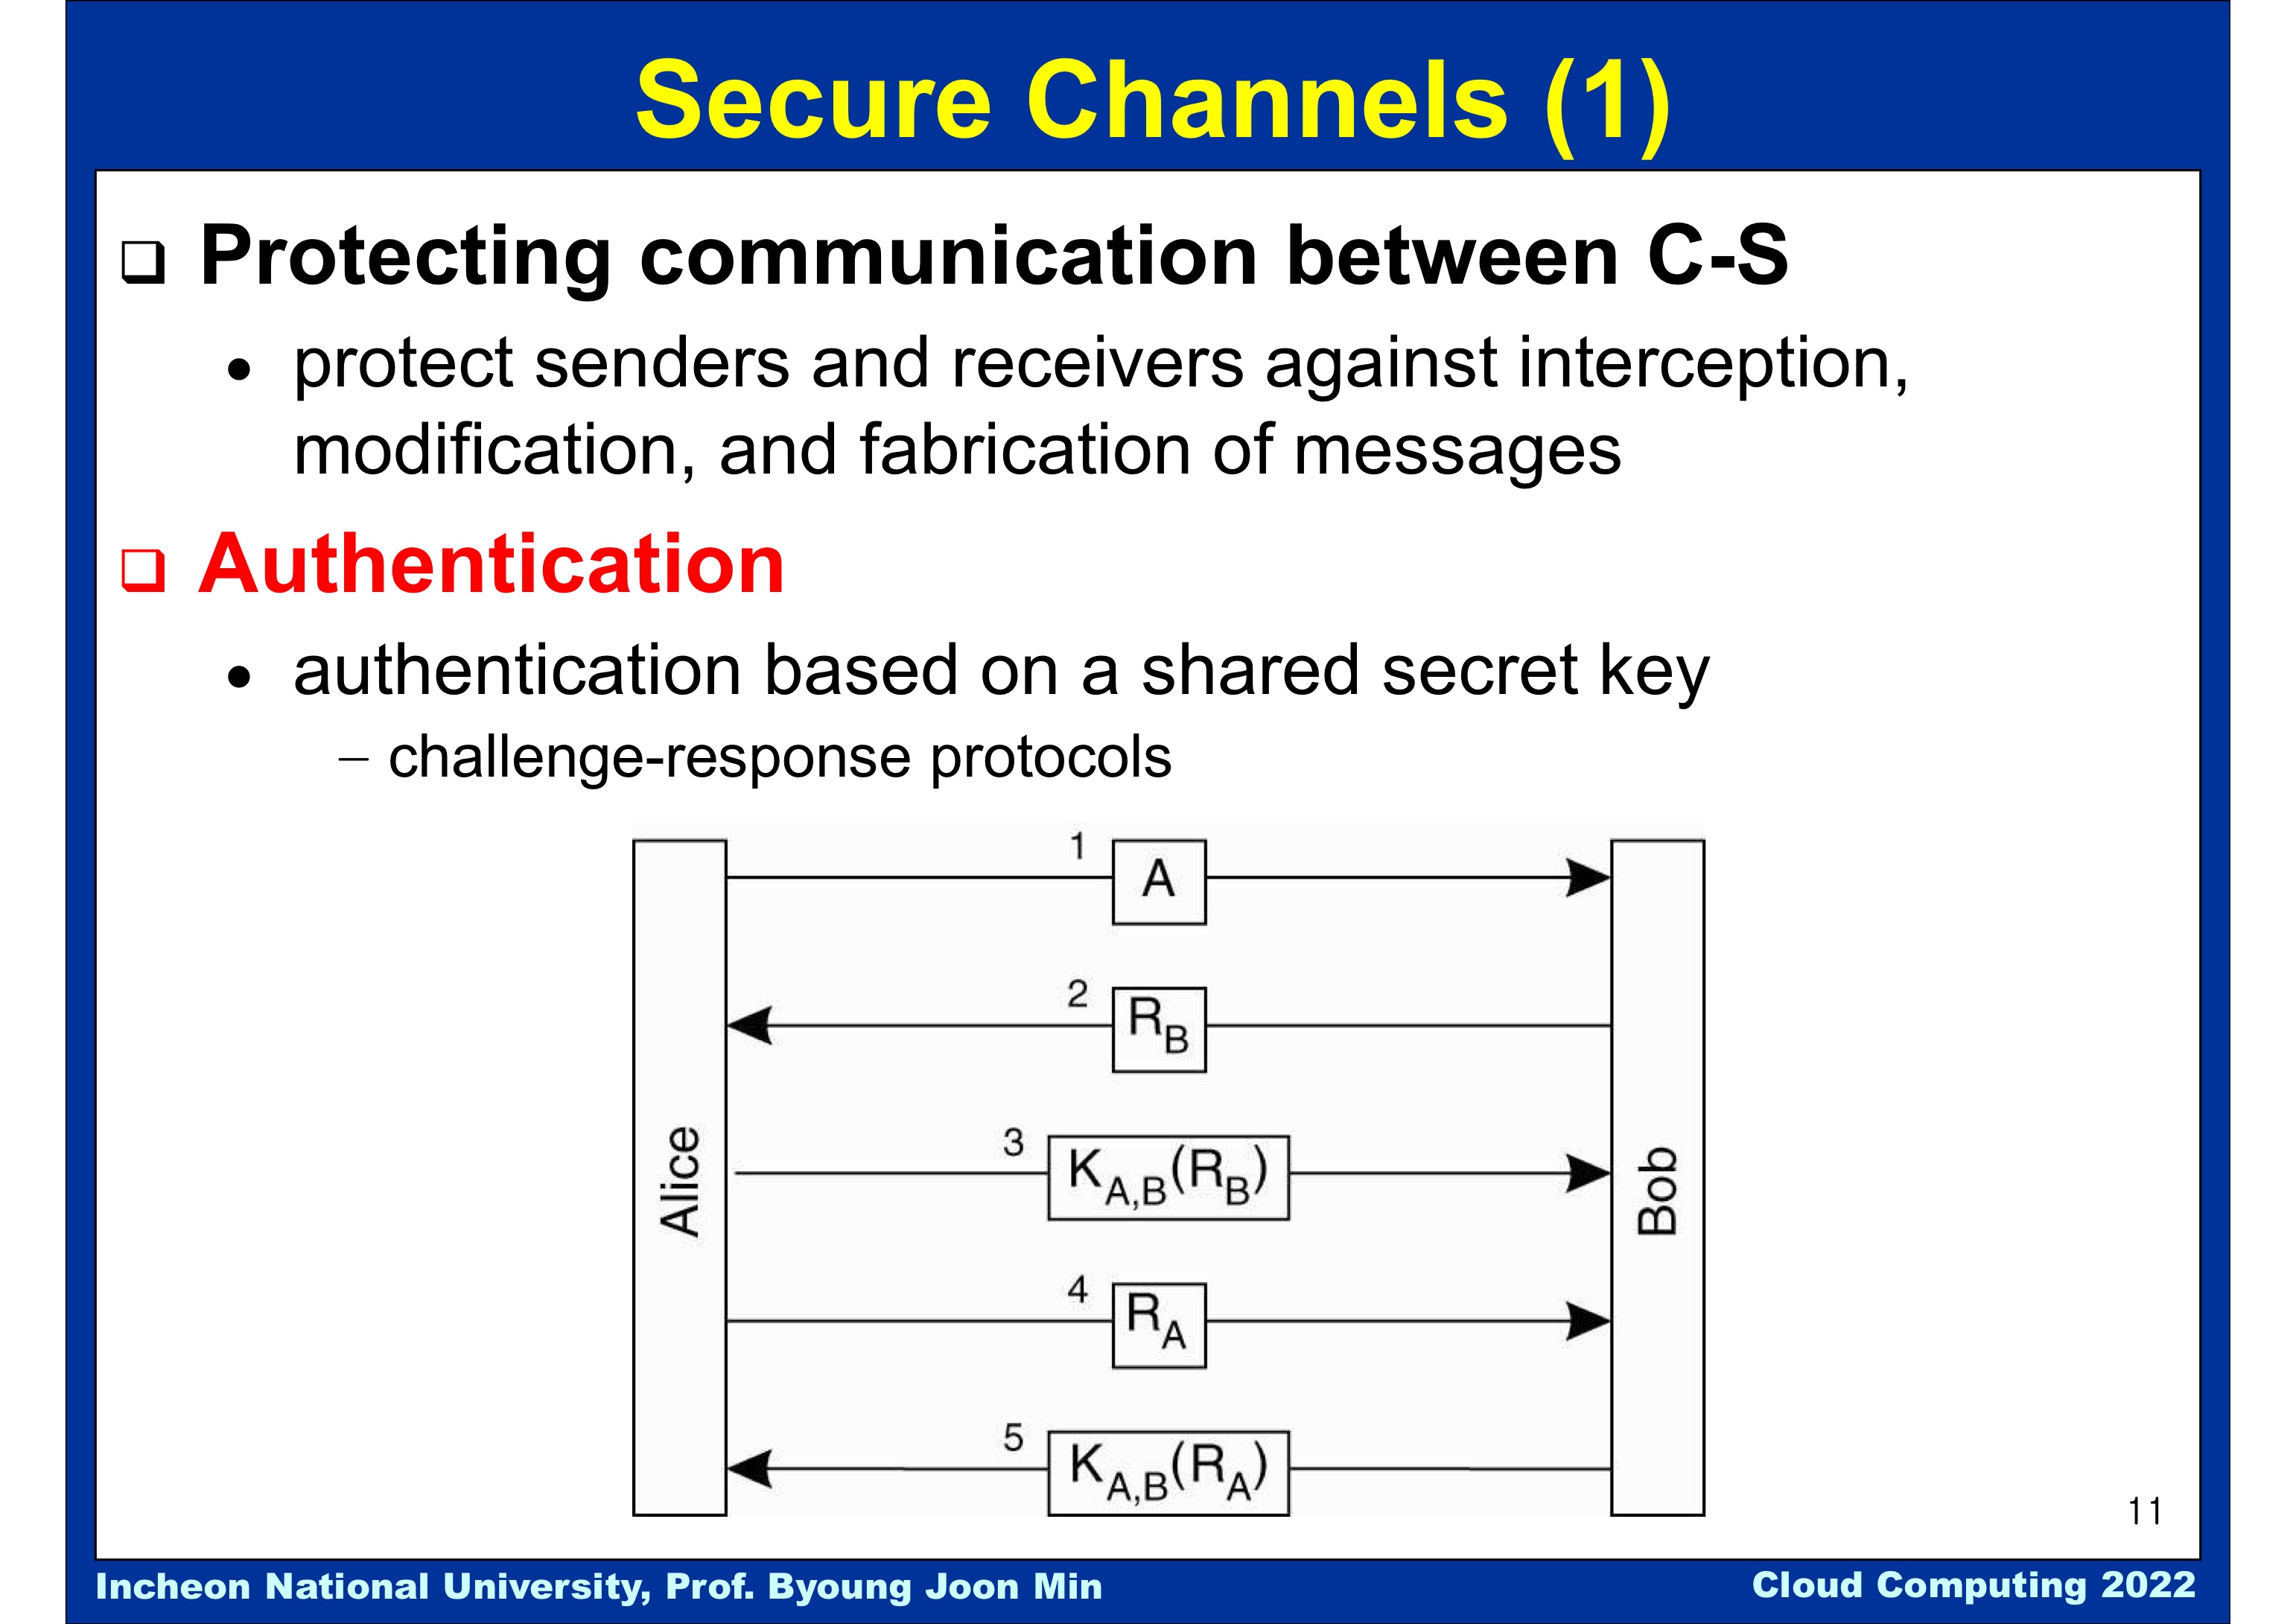 Secure Channels (1)
❑ Protecting communication between C-S
• protect senders and receivers against interception,
modification, and fabrication of messages
❑ Authentication
• authentication based on a shared secret key
– challenge-response protocols
Alice
Bob
1 A
2 R_B
3 K_A,B(R_B)
4 R_A
5 K_A,B(R_A)
11
Incheon National University, Prof. Byoung Joon Min
Cloud Computing 2022